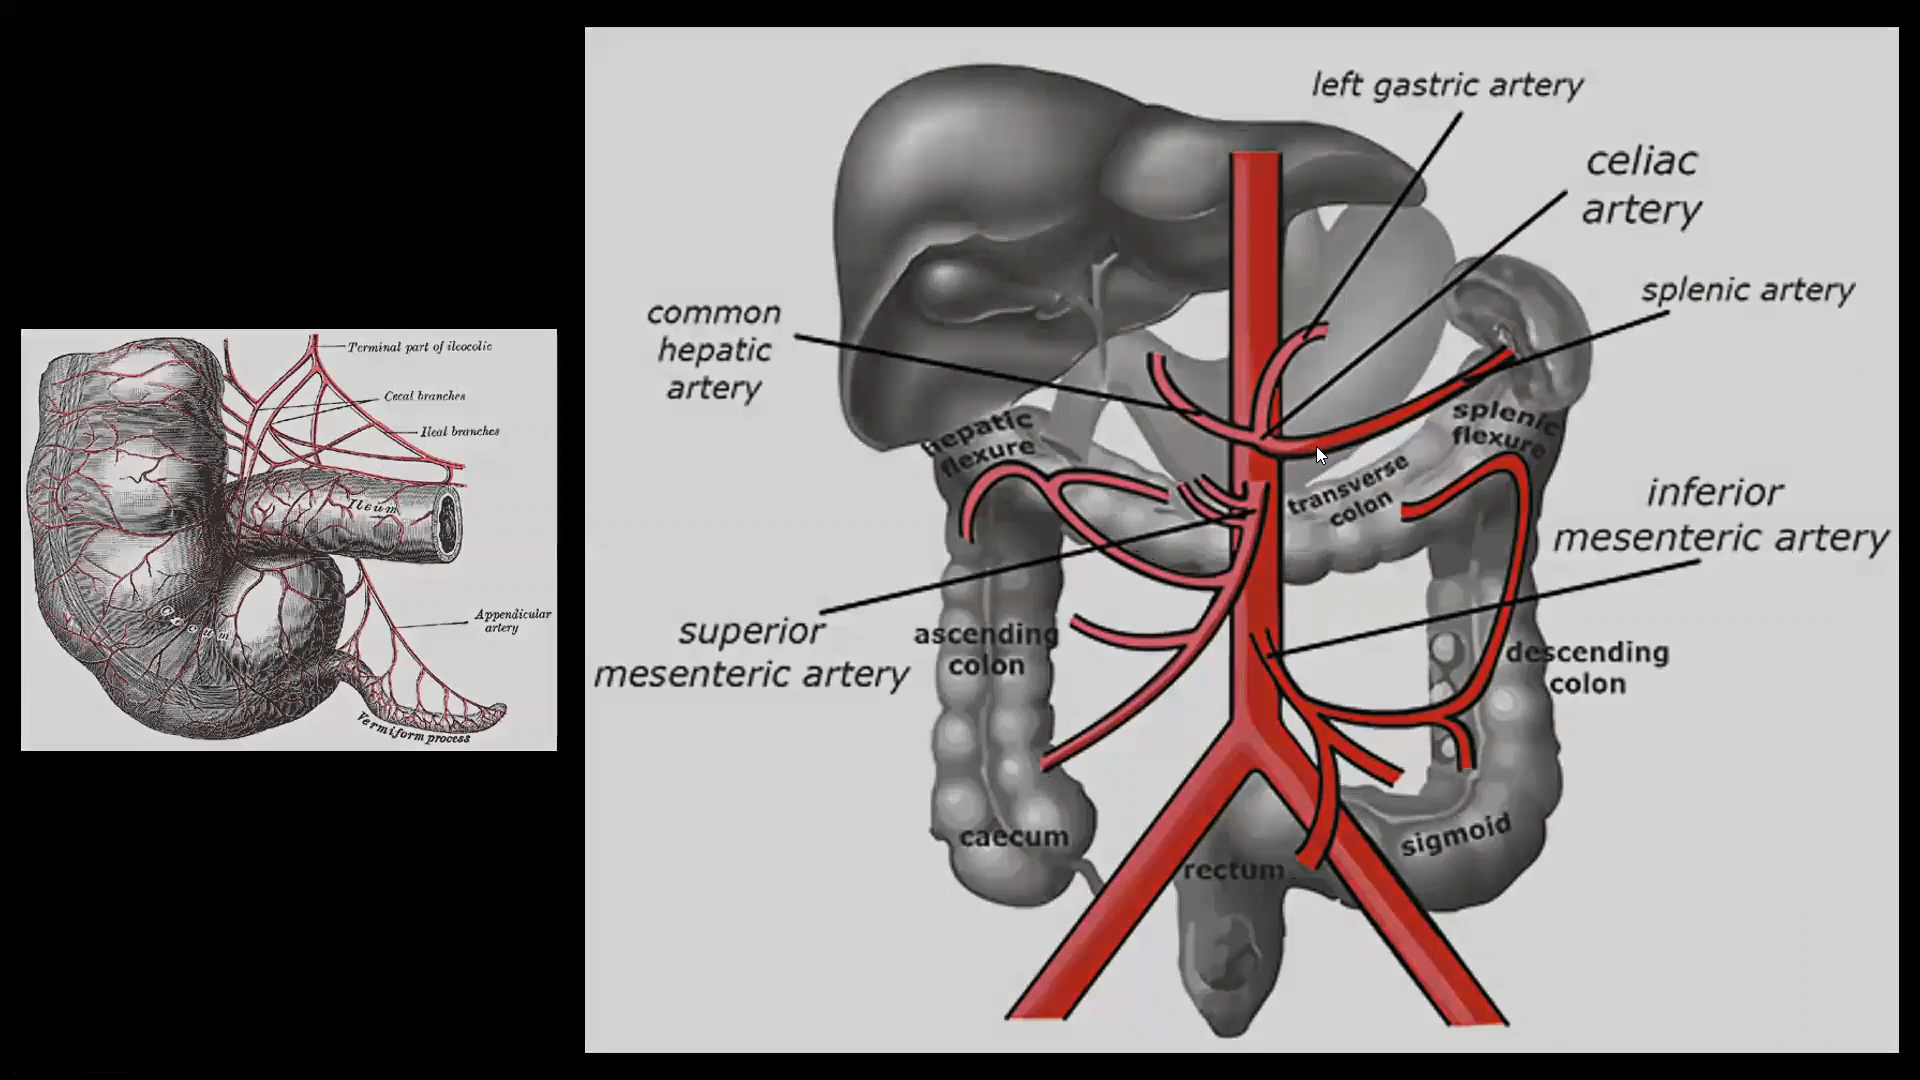 Terminal part of ileocolic
Cecal branches
Ileal branches
Ileum
Cæcum
Appendicular
artery
Vermiform process
left gastric artery
celiac
artery
splenic artery
common
hepatic
artery
hepatic
flexure
splenic
flexure
transverse
colon
inferior
mesenteric artery
superior
mesenteric artery
ascending
colon
descending
colon
caecum
rectum
sigmoid